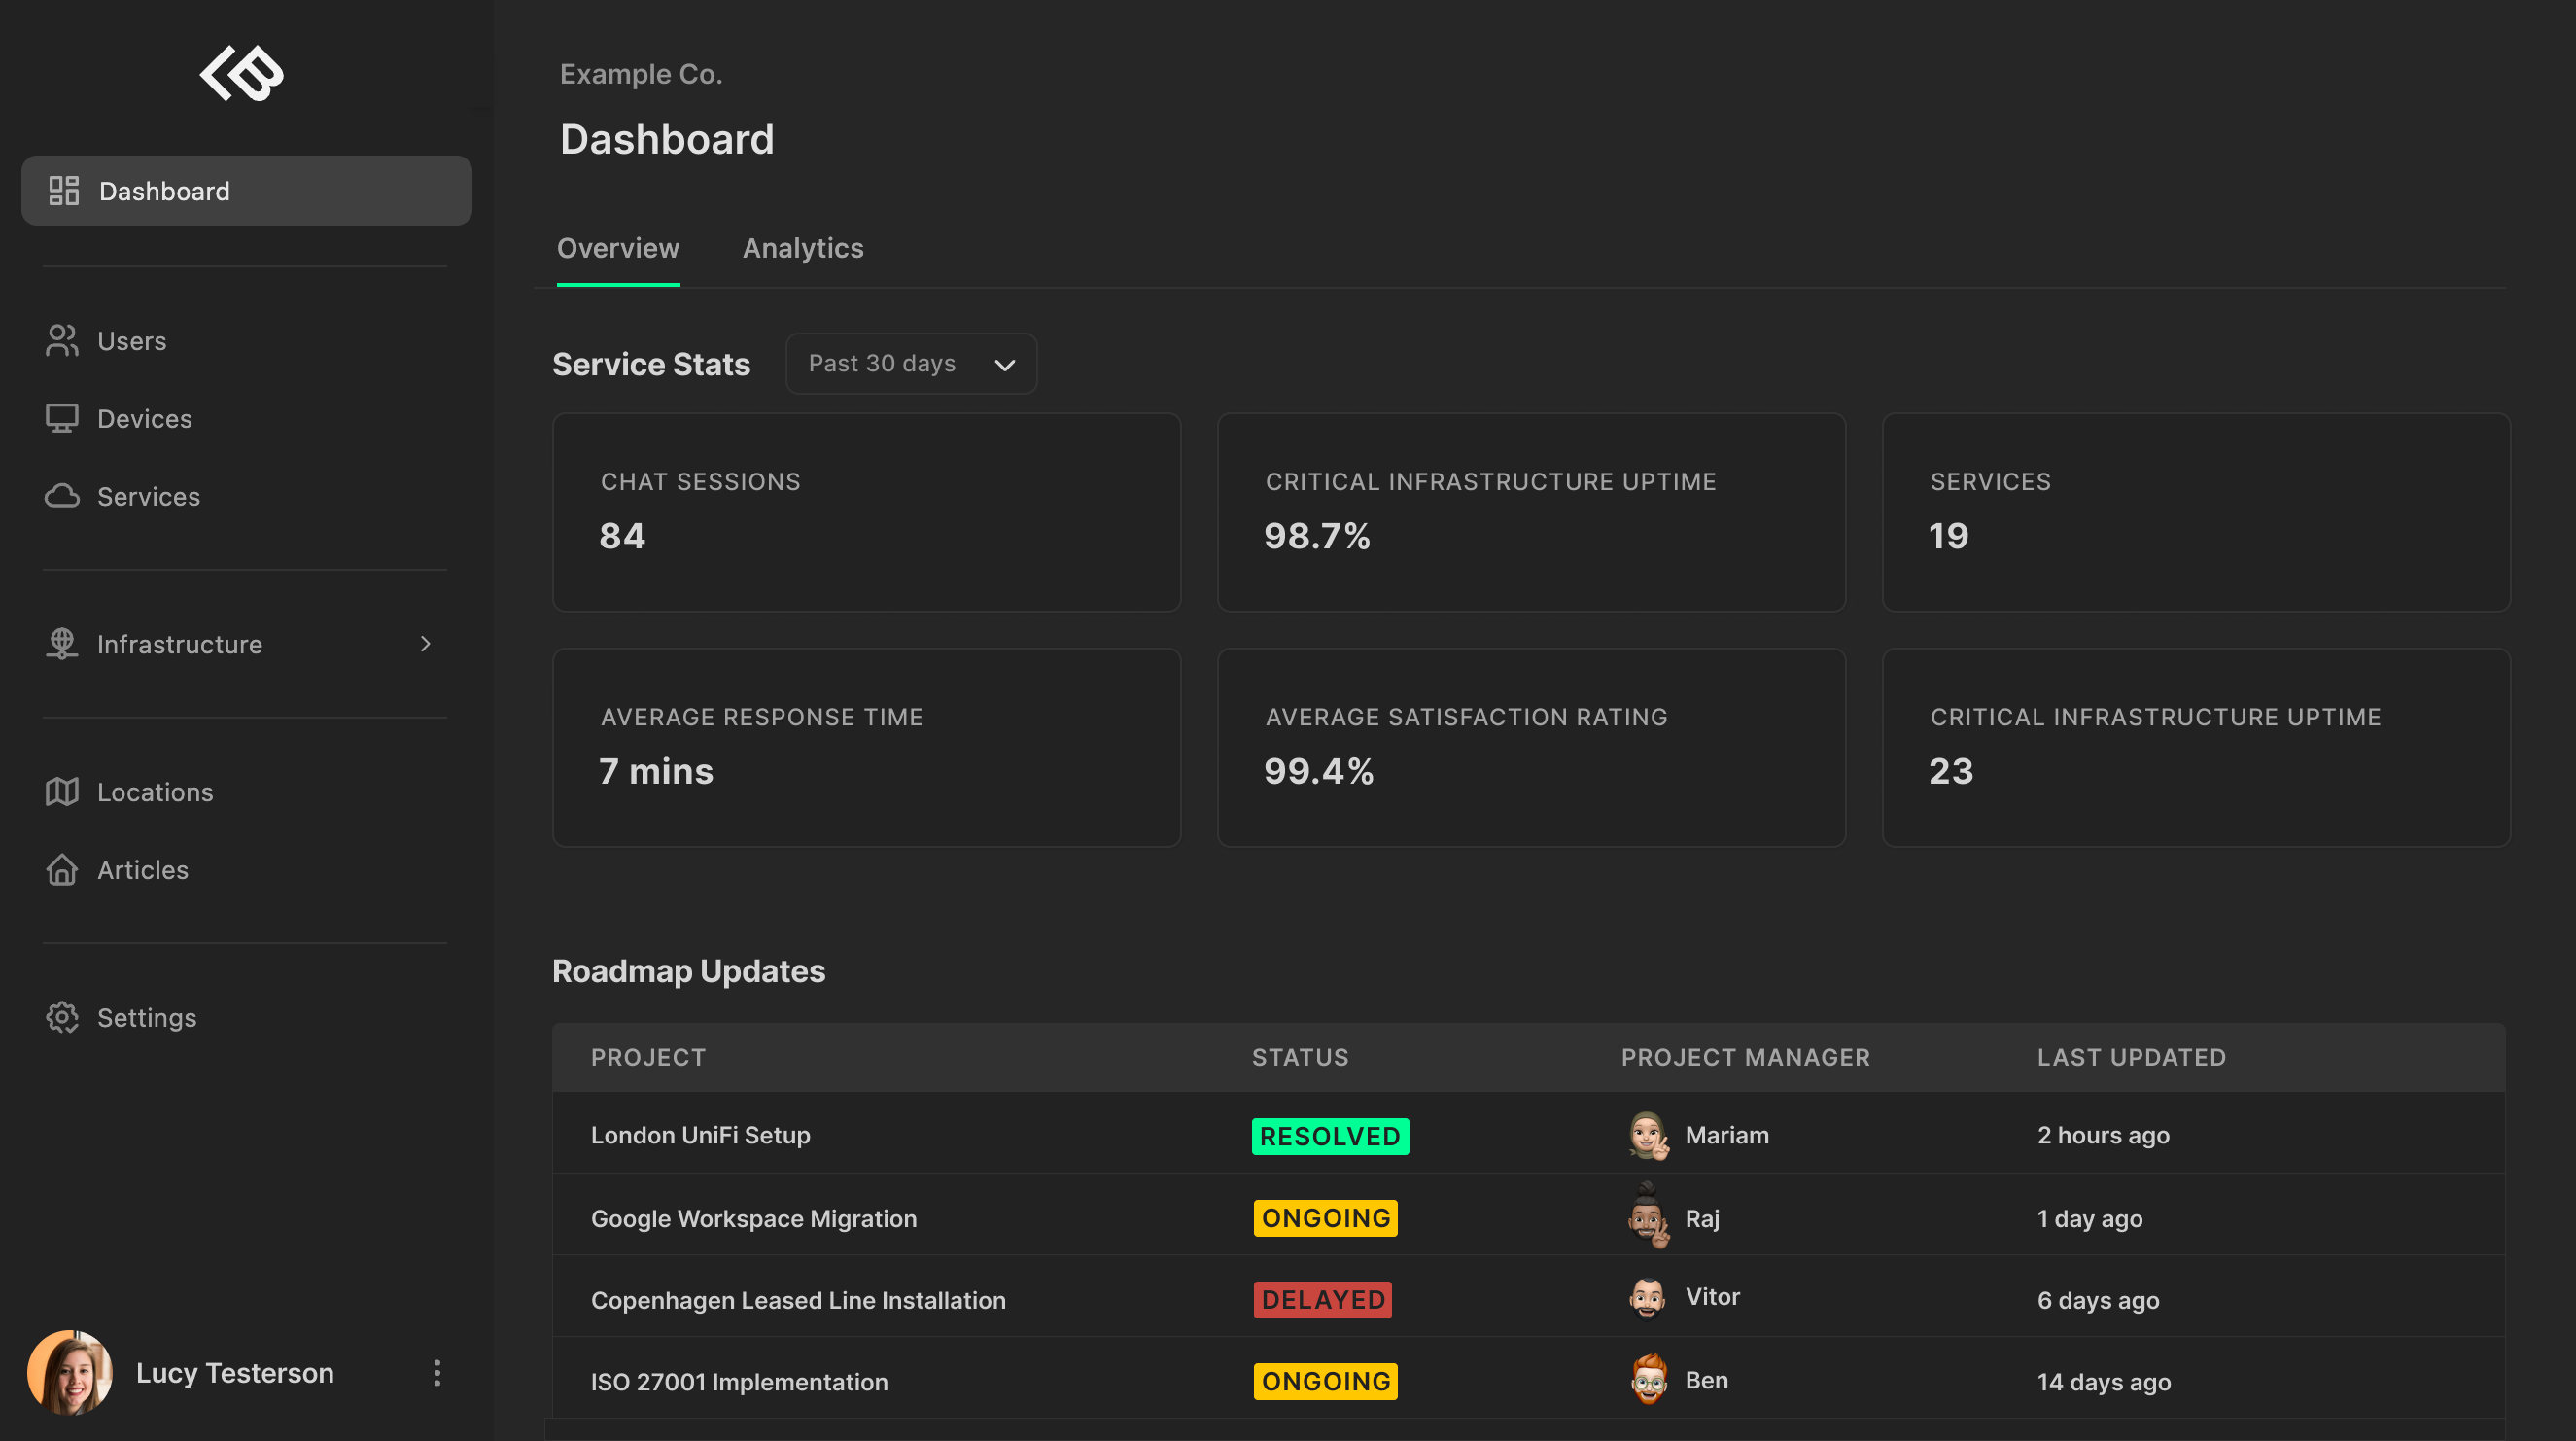 Example Co.
Dashboard
Dashboard
Overview Analytics
Users
Devices
Services
Infrastructure
Locations
Articles
Settings
Lucy Testerson
Service Stats Past 30 days
CHAT SESSIONS
84
CRITICAL INFRASTRUCTURE UPTIME
98.7%
SERVICES
19
AVERAGE RESPONSE TIME
7 mins
AVERAGE SATISFACTION RATING
99.4%
CRITICAL INFRASTRUCTURE UPTIME
23
Roadmap Updates
PROJECT STATUS PROJECT MANAGER LAST UPDATED
London UniFi Setup RESOLVED Mariam 2 hours ago
Google Workspace Migration ONGOING Raj 1 day ago
Copenhagen Leased Line Installation DELAYED Vitor 6 days ago
ISO 27001 Implementation ONGOING Ben 14 days ago